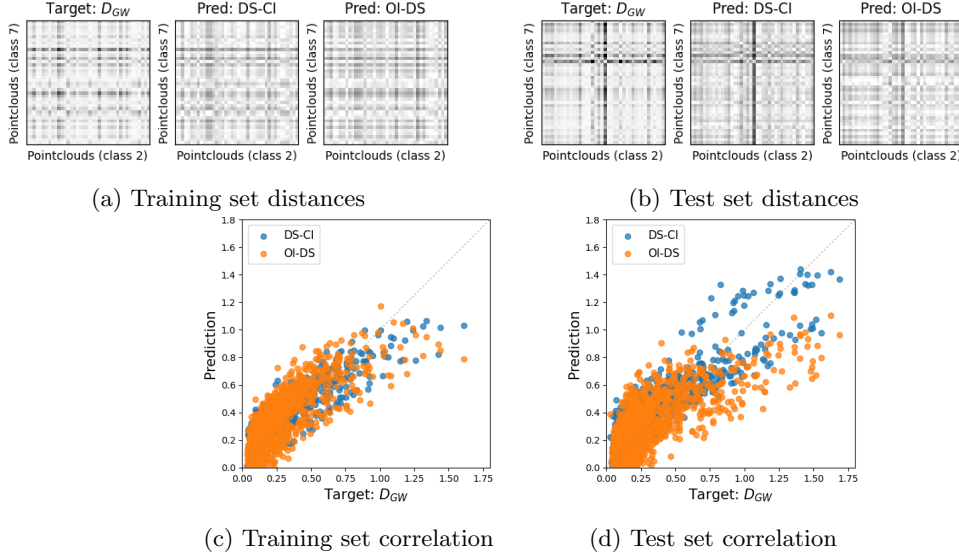 Target: D_GW
Pred: DS-CI
Pred: OI-DS
Pointclouds (class 7)
Pointclouds (class 7)
Pointclouds (class 7)
Pointclouds (class 2)
Pointclouds (class 2)
Pointclouds (class 2)
(a) Training set distances
Target: D_GW
Pred: DS-CI
Pred: OI-DS
Pointclouds (class 7)
Pointclouds (class 7)
Pointclouds (class 7)
Pointclouds (class 2)
Pointclouds (class 2)
Pointclouds (class 2)
(b) Test set distances
DS-CI
OI-DS
Prediction
1.8
1.6
1.4
1.2
1.0
0.8
0.6
0.4
0.2
0.0
0.00 0.25 0.50 0.75 1.00 1.25 1.50 1.75
Target: D_GW
(c) Training set correlation
DS-CI
OI-DS
Prediction
1.8
1.6
1.4
1.2
1.0
0.8
0.6
0.4
0.2
0.0
0.00 0.25 0.50 0.75 1.00 1.25 1.50 1.75
Target: D_GW
(d) Test set correlation